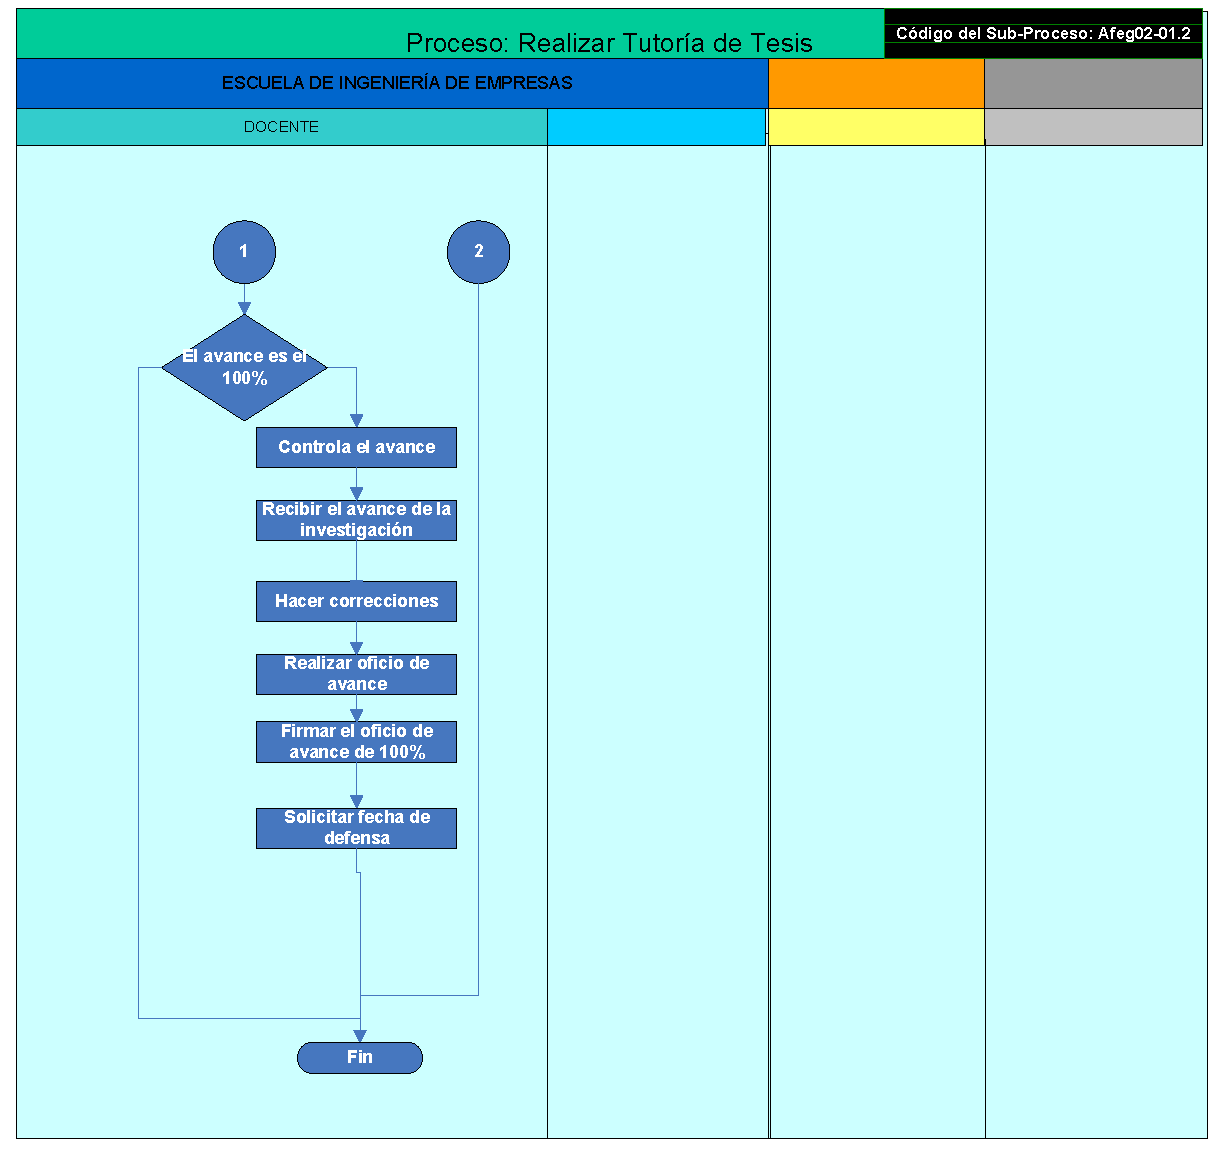 Proceso: Realizar Tutoría de Tesis
Código del Sub-Proceso: Afeg02-01.2
ESCUELA DE INGENIERÍA DE EMPRESAS
DOCENTE
1
2
El avance es el
100%
Controla el avance
Recibir el avance de la
investigación
Hacer correcciones
Realizar oficio de
avance
Firmar el oficio de
avance de 100%
Solicitar fecha de
defensa
Fin